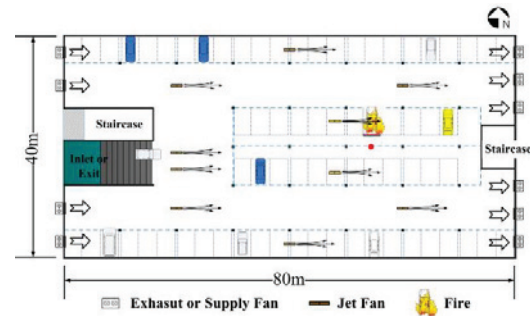 N
Staircase
40m
Inlet or
Exit
Staircase
80m
Exhasut or Supply Fan
Jet Fan
Fire